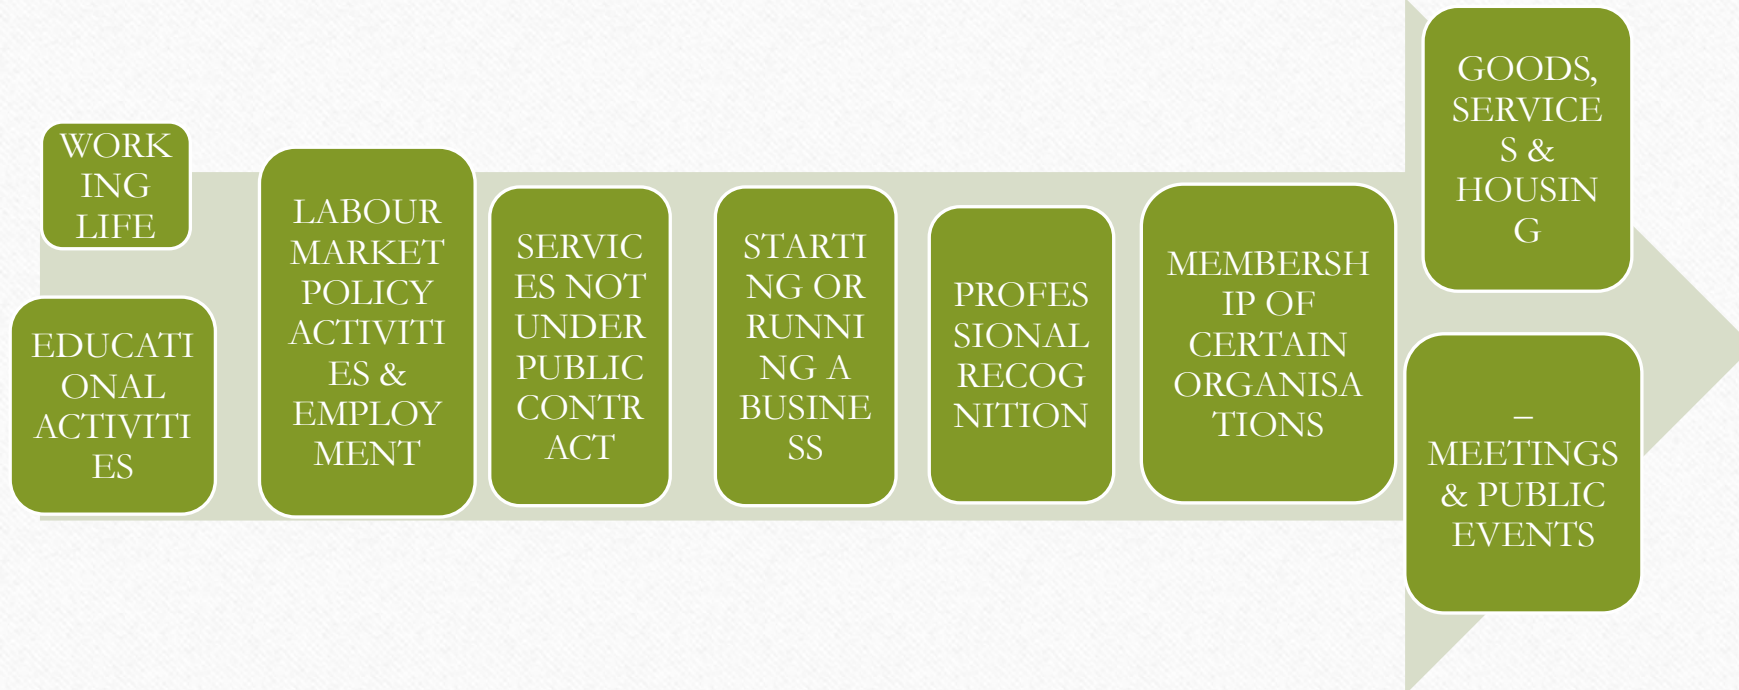 WORK
ING
LIFE
EDUCATI
ONAL
ACTIVITI
ES
LABOUR
MARKET
POLICY
ACTIVITI
ES &
EMPLOY
MENT
SERVIC
ES NOT
UNDER
PUBLIC
CONTR
ACT
STARTI
NG OR
RUNNI
NG A
BUSINE
SS
PROFES
SIONAL
RECOG
NITION
MEMBERSH
IP OF
CERTAIN
ORGANISA
TIONS
GOODS,
SERVICE
S &
HOUSIN
G
–
MEETINGS
& PUBLIC
EVENTS